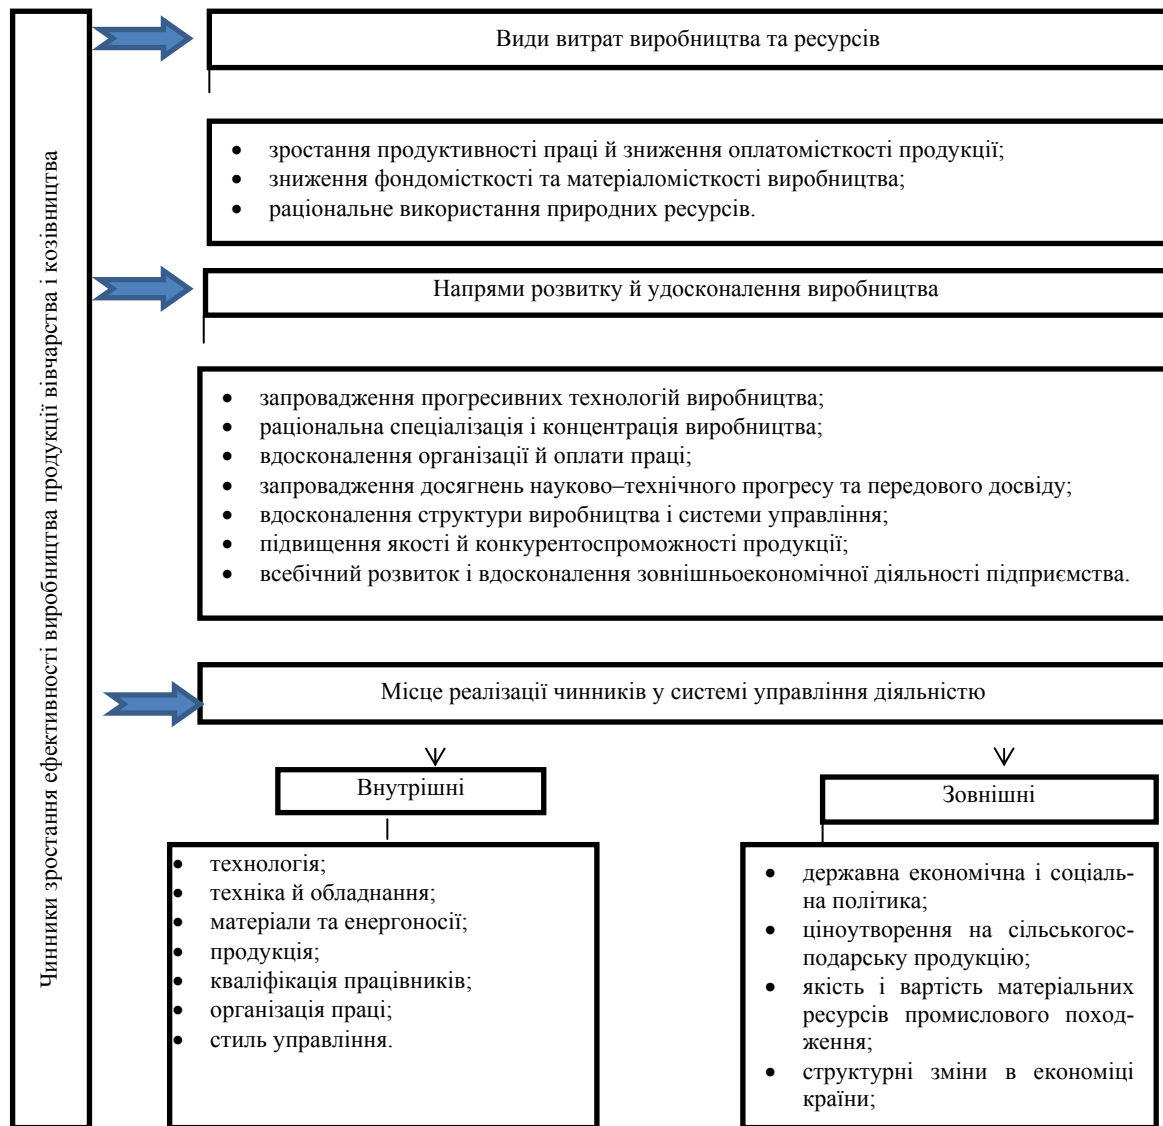 Чинники зростання ефективності виробництва продукції вівчарства і козівництва
Види витрат виробництва та ресурсів
• зростання продуктивності праці й зниження оплатомісткості продукції;
• зниження фондомісткості та матеріаломісткості виробництва;
• раціональне використання природних ресурсів.
Напрями розвитку й удосконалення виробництва
• запровадження прогресивних технологій виробництва;
• раціональна спеціалізація і концентрація виробництва;
• вдосконалення організації й оплати праці;
• запровадження досягнень науково–технічного прогресу та передового досвіду;
• вдосконалення структури виробництва і системи управління;
• підвищення якості й конкурентоспроможності продукції;
• всебічний розвиток і вдосконалення зовнішньоекономічної діяльності підприємства.
Місце реалізації чинників у системі управління діяльністю
Внутрішні
• технологія;
• техніка й обладнання;
• матеріали та енергоносії;
• продукція;
• кваліфікація працівників;
• організація праці;
• стиль управління.
Зовнішні
• державна економічна і соціаль-
на політика;
• ціноутворення на сільськогос-
подарську продукцію;
• якість і вартість матеріальних
ресурсів промислового поход-
ження;
• структурні зміни в економіці
країни;